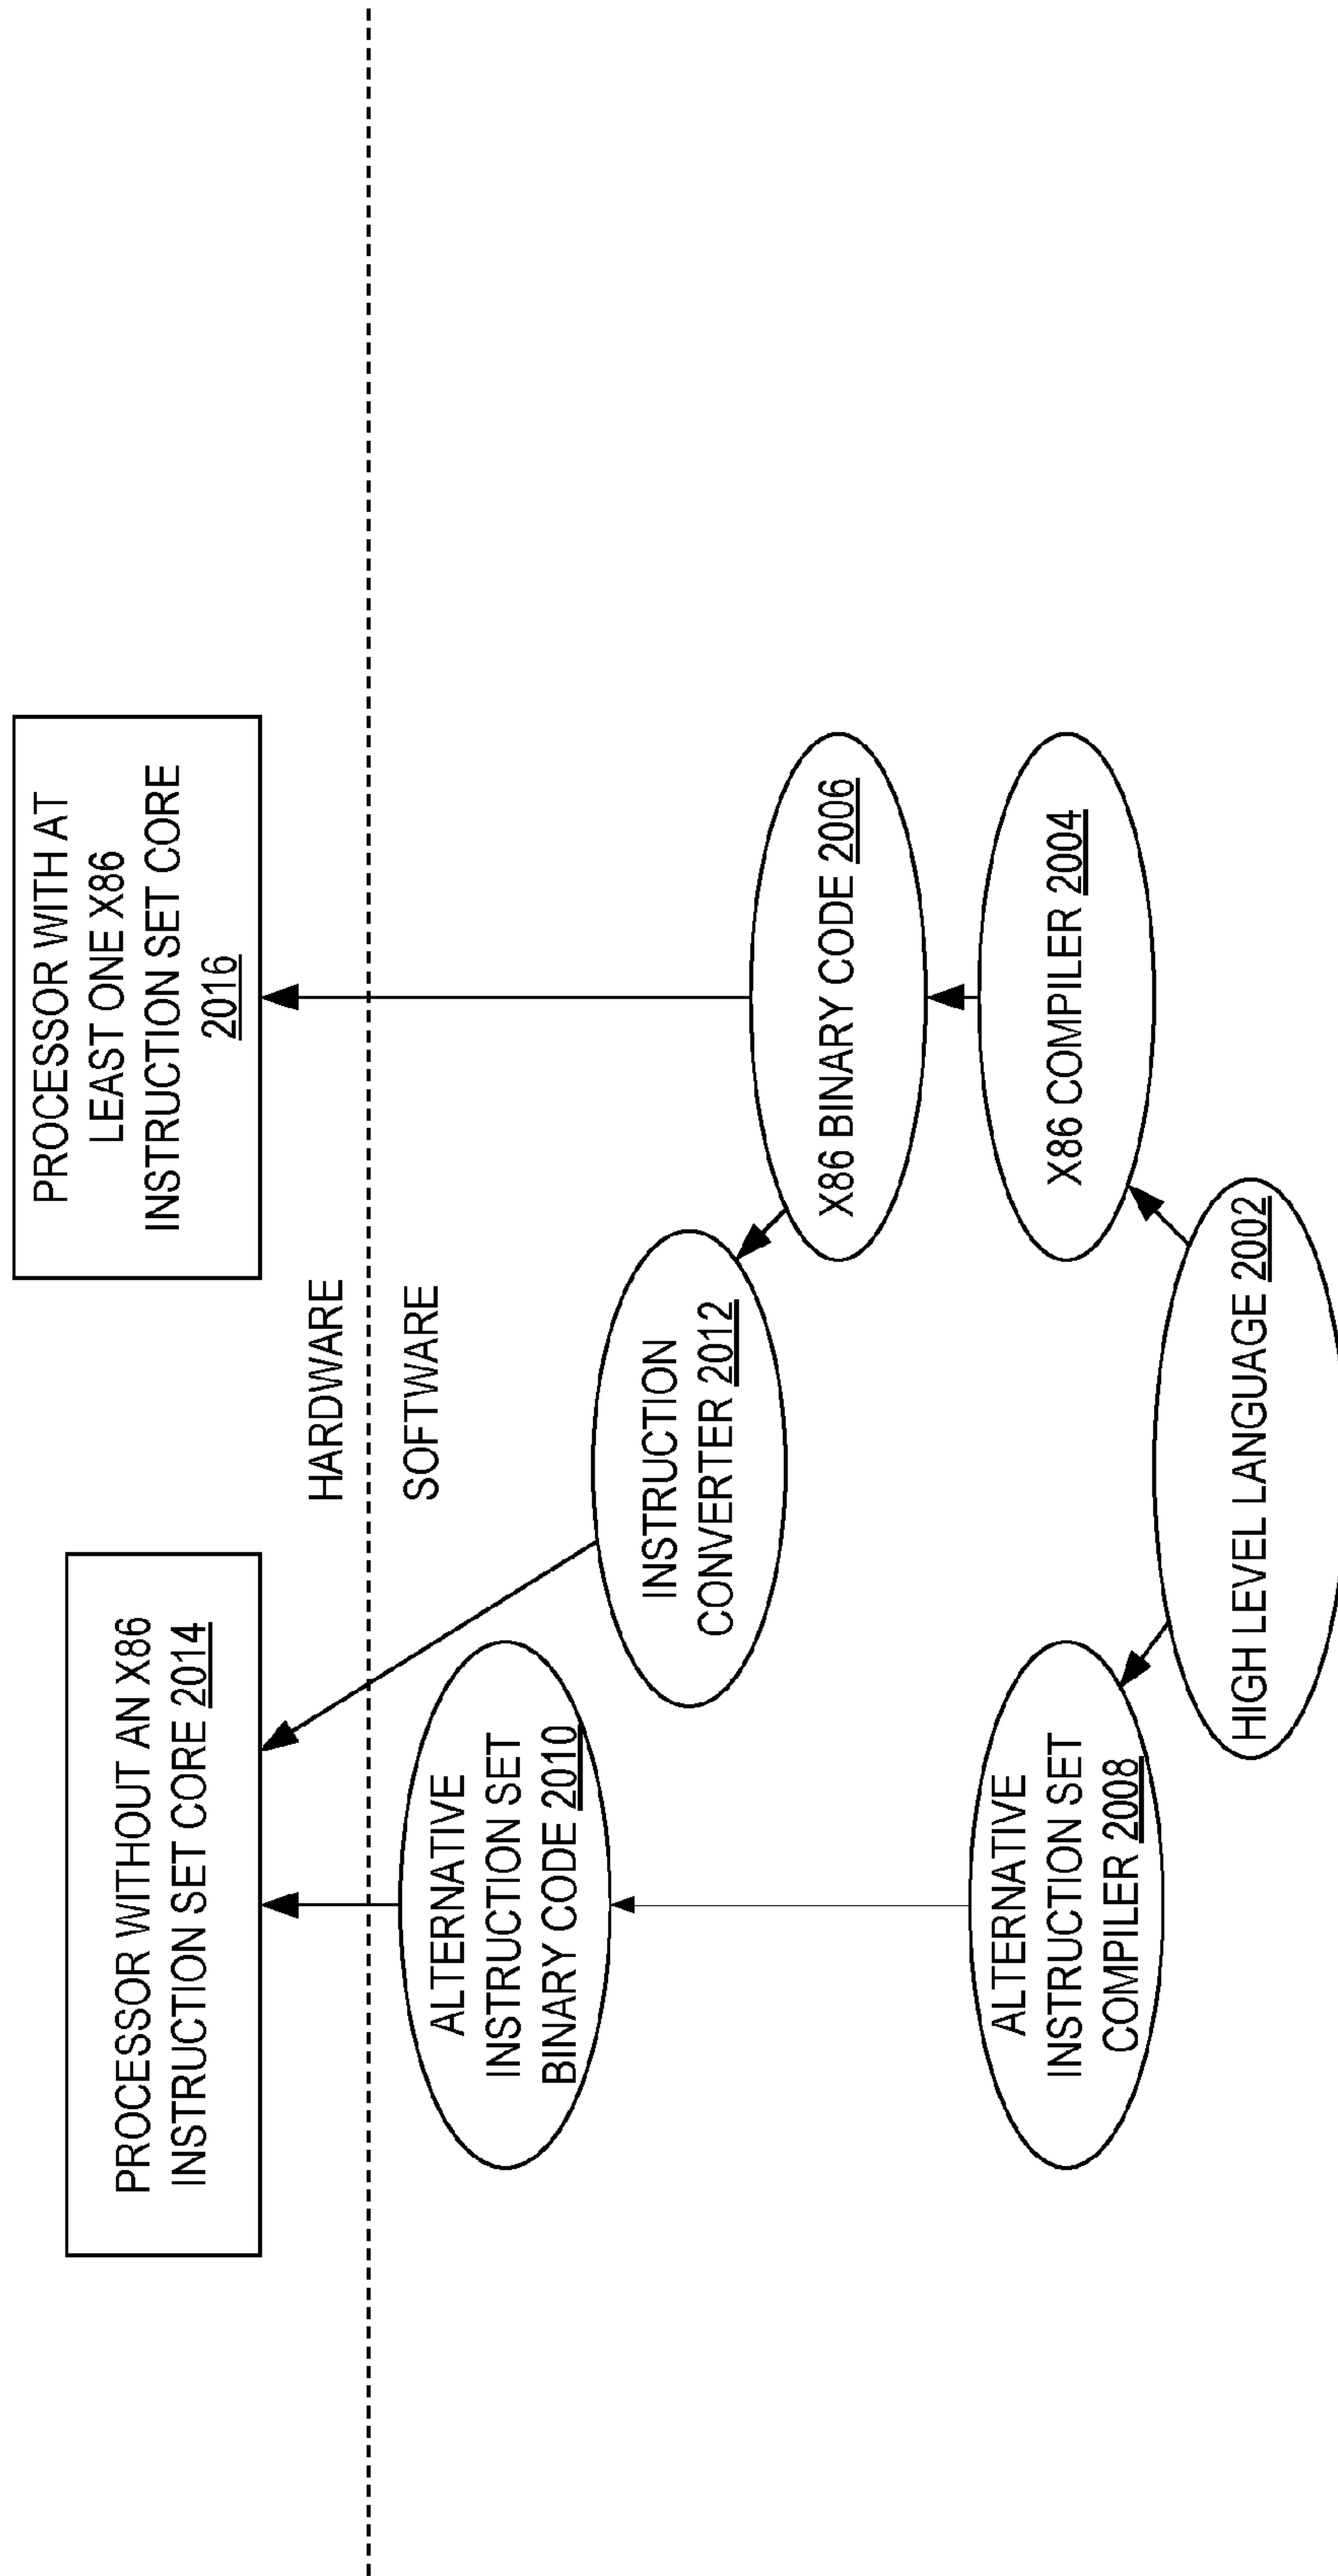 PROCESSOR WITHOUT AN X86
INSTRUCTION SET CORE 2014
PROCESSOR WITH AT
LEAST ONE X86
INSTRUCTION SET CORE
2016
HARDWARE
SOFTWARE
ALTERNATIVE
INSTRUCTION SET
BINARY CODE 2010
INSTRUCTION
CONVERTER 2012
X86 BINARY CODE 2006
ALTERNATIVE
INSTRUCTION SET
COMPILER 2008
X86 COMPILER 2004
HIGH LEVEL LANGUAGE 2002